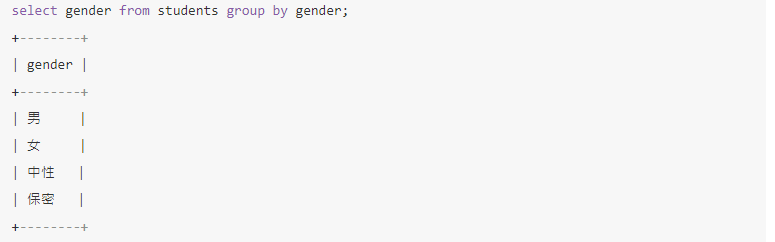 select gender from students group by gender;
+--------+
| gender |
+--------+
| 男     |
| 女     |
| 中性   |
| 保密   |
+--------+